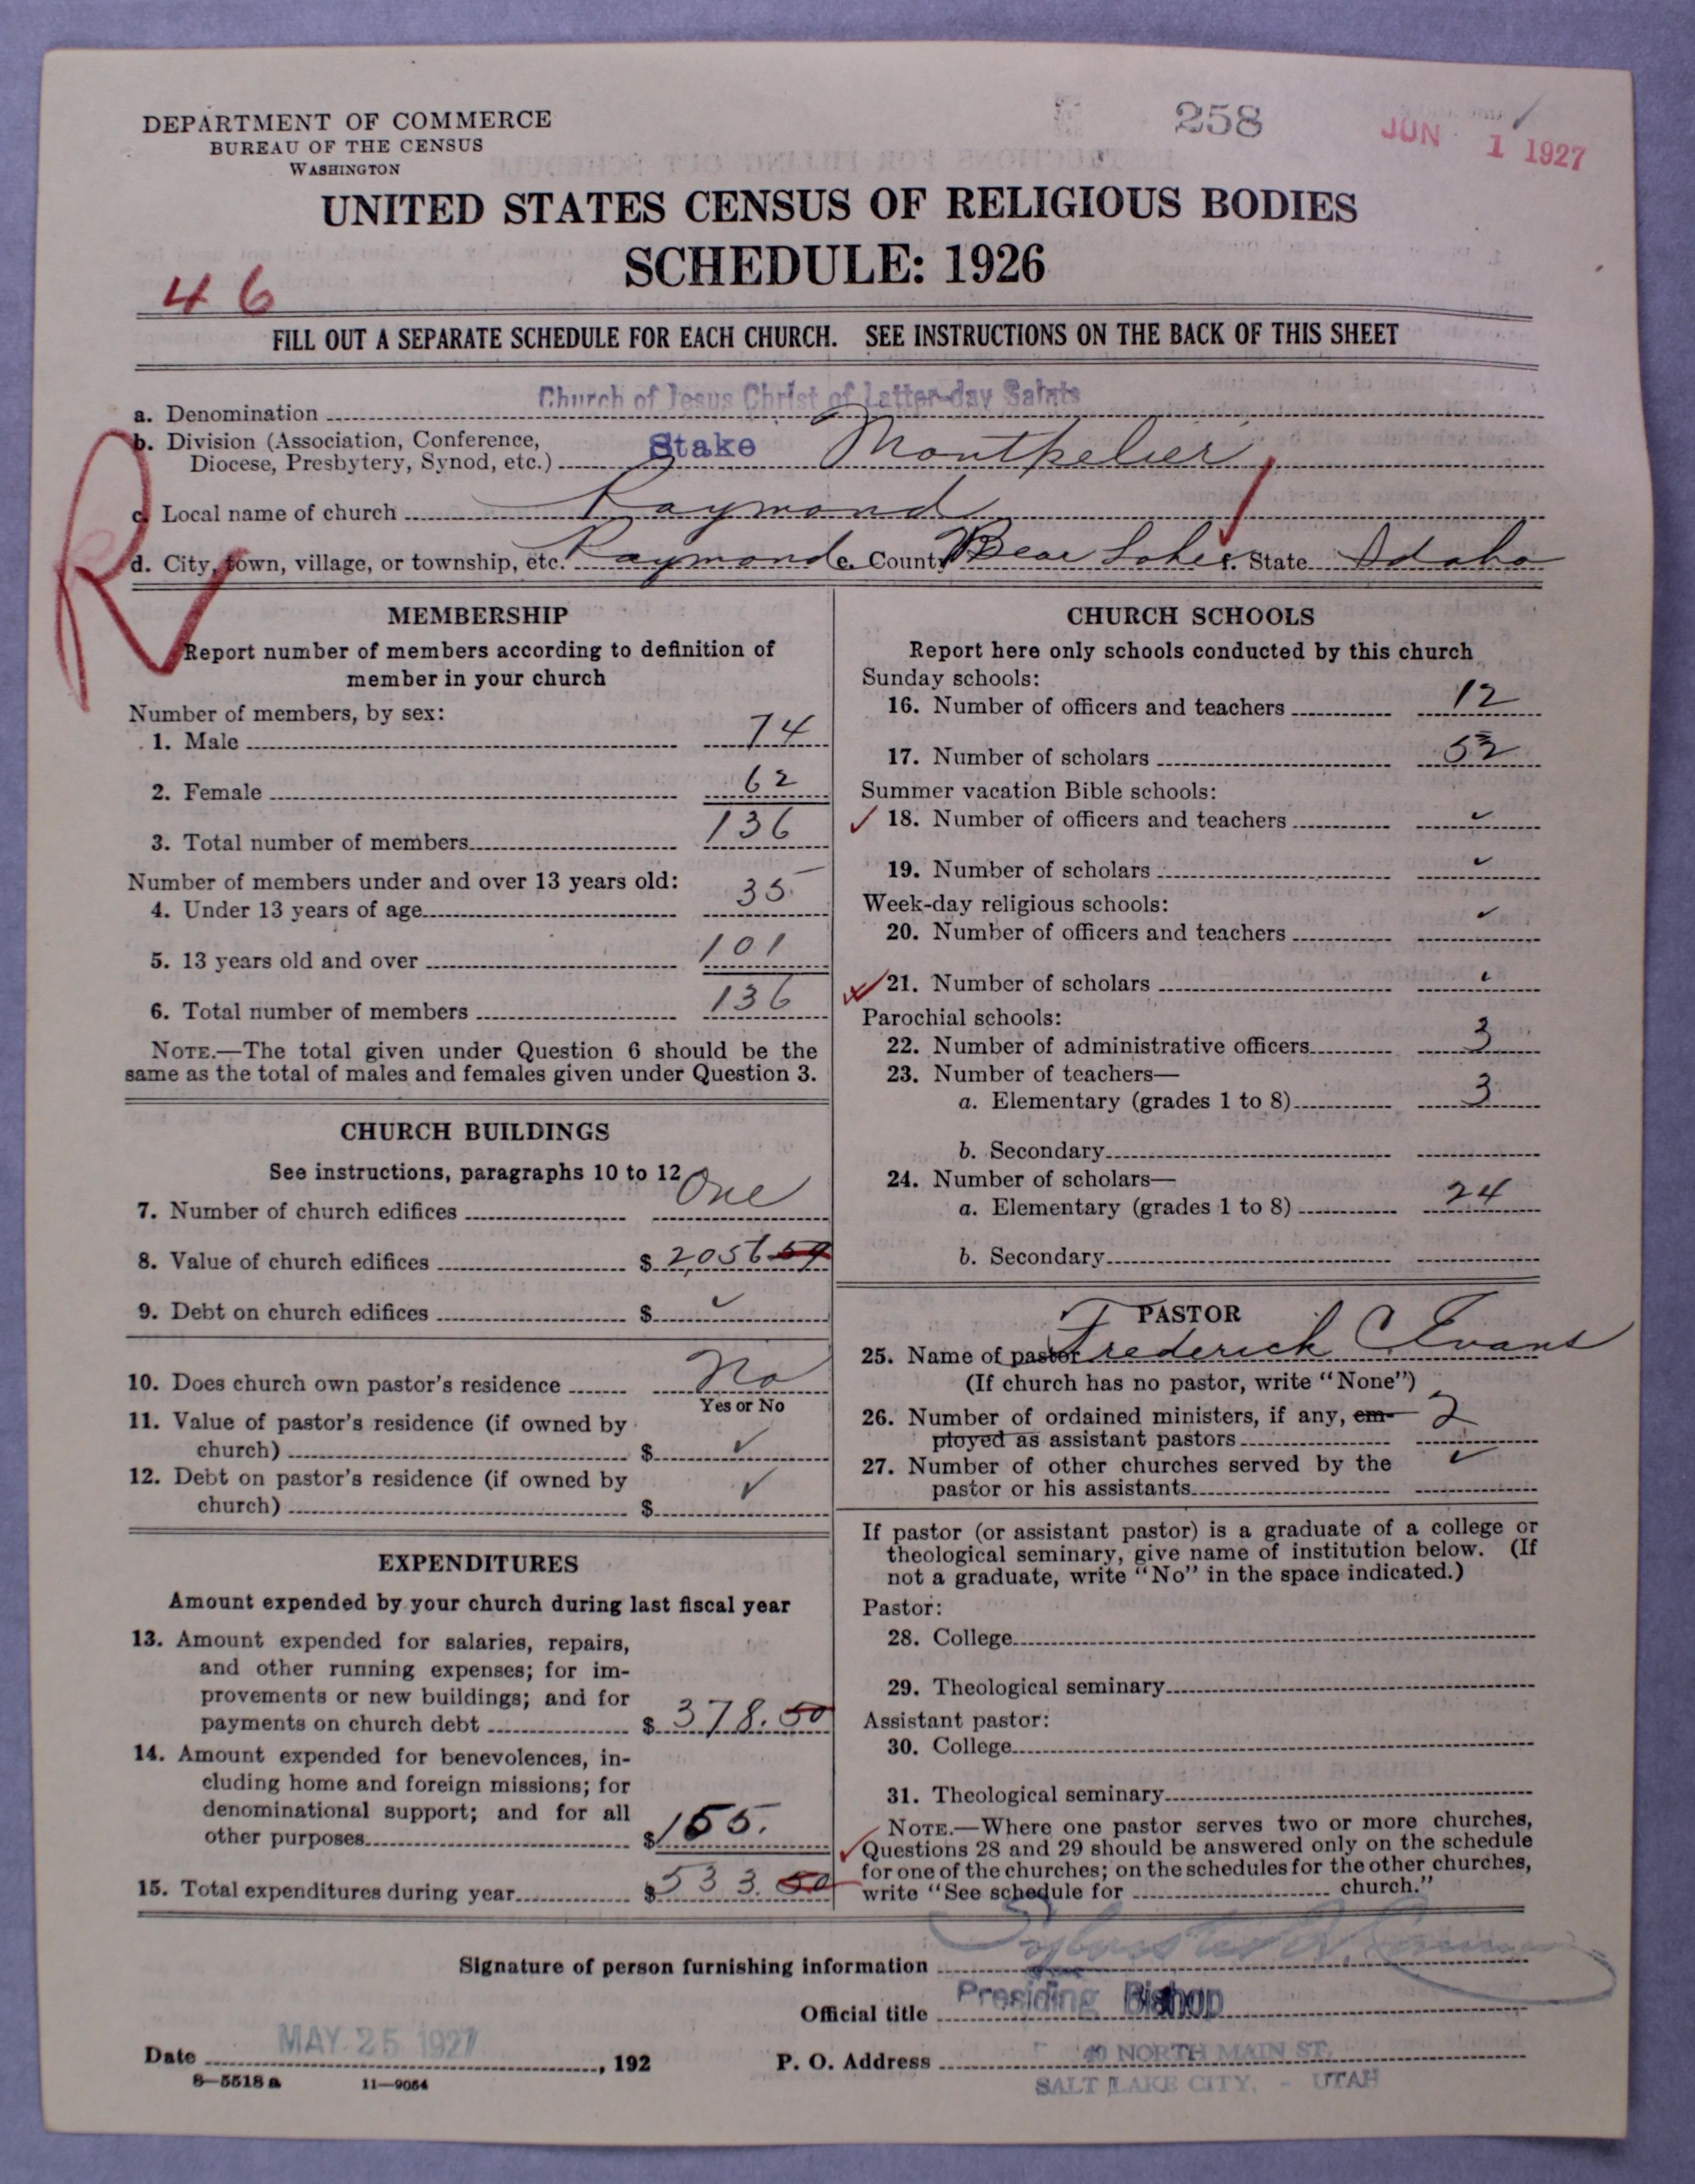 DEPARTMENT OF COMMERCE
BUREAU OF THE CENSUS
WASHINGTON
258
JUN 1 1927
UNITED STATES CENSUS OF RELIGIOUS BODIES
SCHEDULE: 1926
46
FILL OUT A SEPARATE SCHEDULE FOR EACH CHURCH. SEE INSTRUCTIONS ON THE BACK OF THIS SHEET
a. Denomination Church of Jesus Christ of Latter-day Saints
b. Division (Association, Conference,
Diocese, Presbytery, Synod, etc.) Stake Montpelier
c. Local name of church Raymond
d. City, town, village, or township, etc. Raymond e. County Bear Lake f. State Idaho
R
MEMBERSHIP
Report number of members according to definition of
member in your church
Number of members, by sex:
1. Male 74
2. Female 62
3. Total number of members 136
Number of members under and over 13 years old:
4. Under 13 years of age 35
5. 13 years old and over 101
6. Total number of members 136
NOTE.—The total given under Question 6 should be the
same as the total of males and females given under Question 3.
CHURCH BUILDINGS
See instructions, paragraphs 10 to 12
7. Number of church edifices One
8. Value of church edifices $ 2056
9. Debt on church edifices $ ✓
10. Does church own pastor's residence No
Yes or No
11. Value of pastor's residence (if owned by
church) $ ✓
12. Debt on pastor's residence (if owned by
church) $ ✓
EXPENDITURES
Amount expended by your church during last fiscal year
13. Amount expended for salaries, repairs,
and other running expenses; for im-
provements or new buildings; and for
payments on church debt $ 378.50
14. Amount expended for benevolences, in-
cluding home and foreign missions; for
denominational support; and for all
other purposes $ 155.
15. Total expenditures during year $ 533.50
CHURCH SCHOOLS
Report here only schools conducted by this church
Sunday schools:
16. Number of officers and teachers 12
17. Number of scholars 52
Summer vacation Bible schools:
✓ 18. Number of officers and teachers ✓
19. Number of scholars ✓
Week-day religious schools:
20. Number of officers and teachers ✓
21. Number of scholars ✓
Parochial schools:
22. Number of administrative officers 3
23. Number of teachers—
a. Elementary (grades 1 to 8) 3
b. Secondary
24. Number of scholars—
a. Elementary (grades 1 to 8) 24
b. Secondary
PASTOR
25. Name of pastor Frederick C. Evans
(If church has no pastor, write "None")
26. Number of ordained ministers, if any, em-
ployed as assistant pastors 2
27. Number of other churches served by the
pastor or his assistants ✓
If pastor (or assistant pastor) is a graduate of a college or
theological seminary, give name of institution below. (If
not a graduate, write "No" in the space indicated.)
Pastor:
28. College
29. Theological seminary
Assistant pastor:
30. College
31. Theological seminary
NOTE.—Where one pastor serves two or more churches,
Questions 28 and 29 should be answered only on the schedule
for one of the churches; on the schedules for the other churches,
write "See schedule for church."
Signature of person furnishing information
Official title Presiding Bishop
Date MAY 25 1927, 192
P. O. Address 40 NORTH MAIN ST.
SALT LAKE CITY, - UTAH
8—5518 a 11—9054